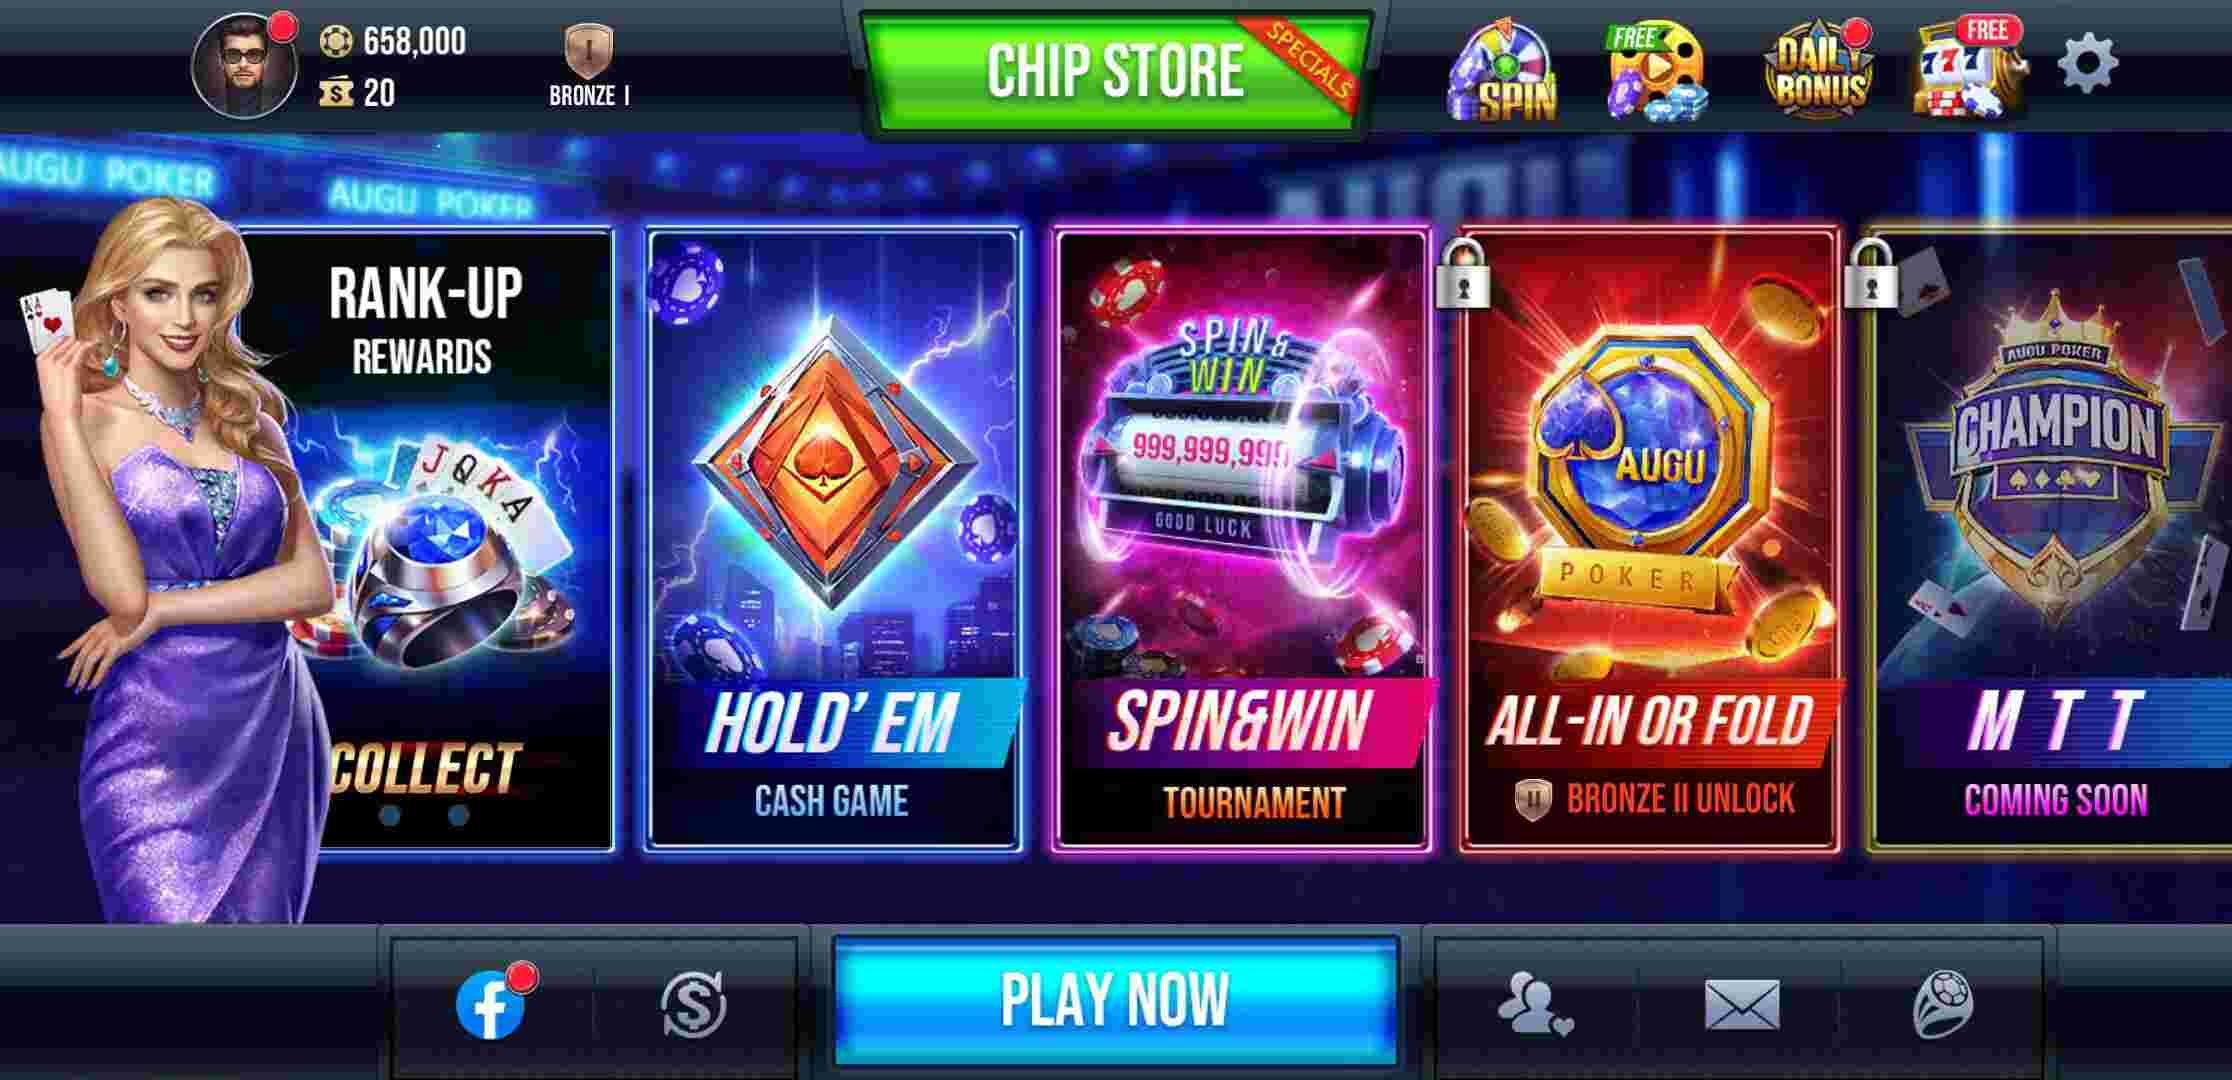 658,000
20
BRONZE I
CHIP STORE
SPECIALS
SPIN
FREE
DAILY
BONUS
FREE
777
AUGU POKER
AUGU POKER
RANK-UP
REWARDS
J Q K A
COLLECT
HOLD' EM
CASH GAME
SPIN&
WIN
999,999,999
GOOD LUCK
SPIN&WIN
TOURNAMENT
AUGU
POKER
ALL-IN OR FOLD
II BRONZE II UNLOCK
AUGU POKER
CHAMPION
MTT
COMING SOON
PLAY NOW